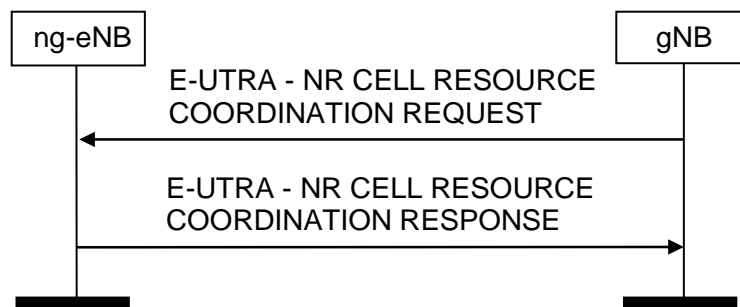 ng-eNB
gNB
E-UTRA - NR CELL RESOURCE
COORDINATION REQUEST
E-UTRA - NR CELL RESOURCE
COORDINATION RESPONSE